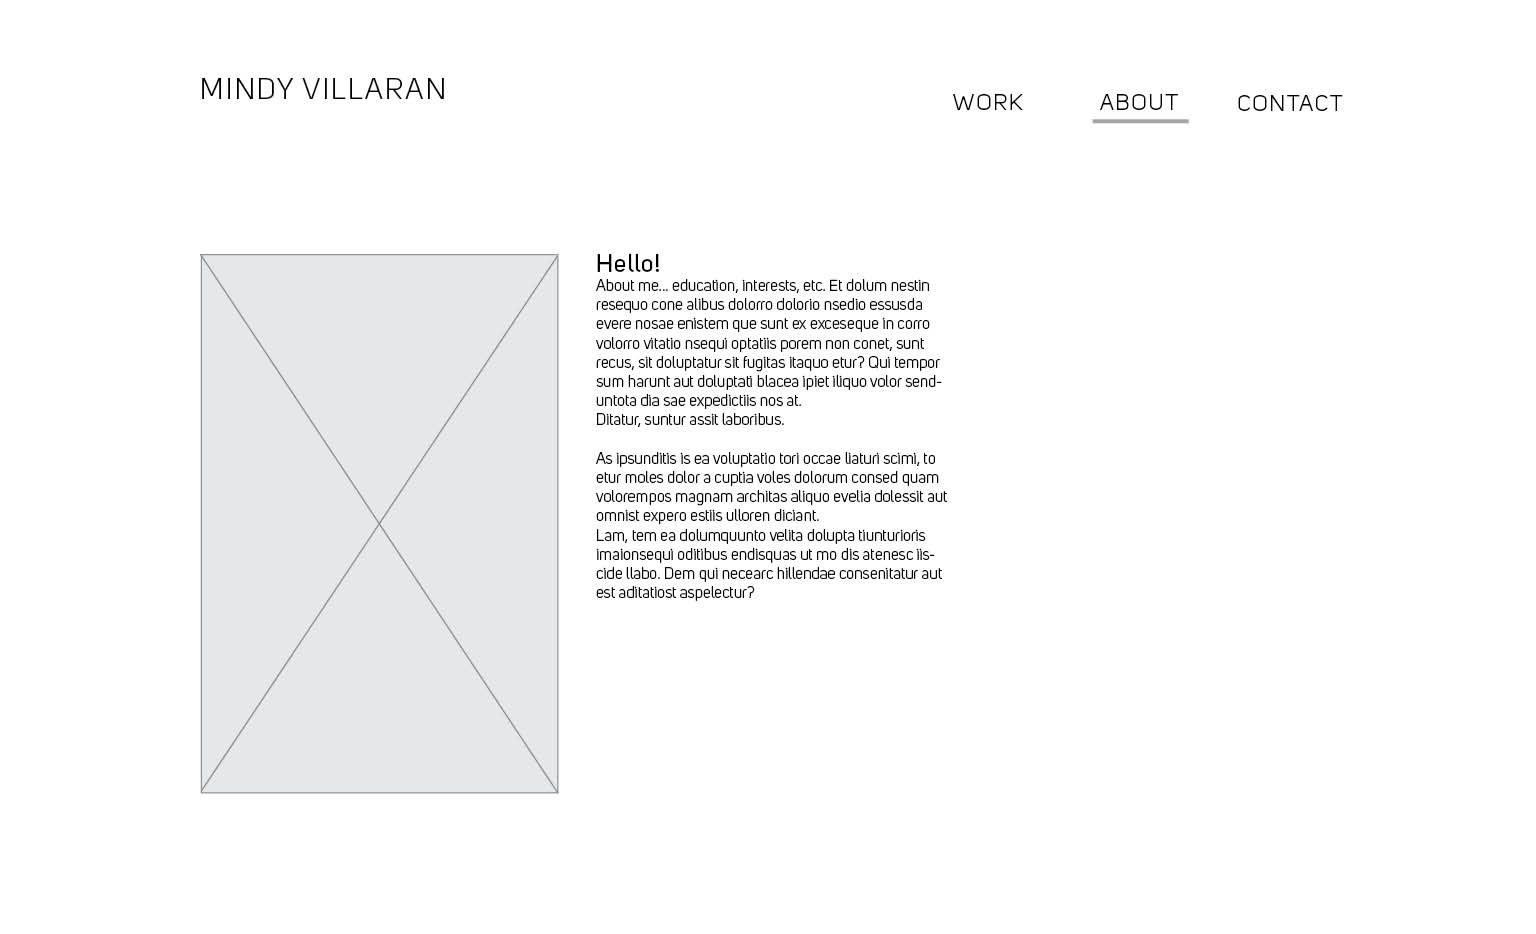 MINDY VILLARAN
WORK ABOUT CONTACT
Hello!
About me... education, interests, etc. Et dolum nestin
resequo cone alibus dolorro dolorio nsedio essusda
evere nosae enistem que sunt ex exceseque in corro
volorro vitatio nsequi optatiis porem non conet, sunt
recus, sit doluptatur sit fugitas itaquo etur? Qui tempor
sum harunt aut doluptati blacea ipiet iliquo volor send-
untota dia sae expedictiis nos at.
Ditatur, suntur assit laboribus.
As ipsunditis is ea voluptatio tori occae liaturi scimi, to
etur moles dolor a cuptia voles dolorum consed quam
volorempos magnam architas aliquo evelia dolessit aut
omnist expero estiis ulloren diciant.
Lam, tem ea dolumquunto velita dolupta tiunturioris
imaionsequi oditibus endisquas ut mo dis atenesc iis-
cide llabo. Dem qui necearc hillendae consenitatur aut
est aditatiost aspelectur?